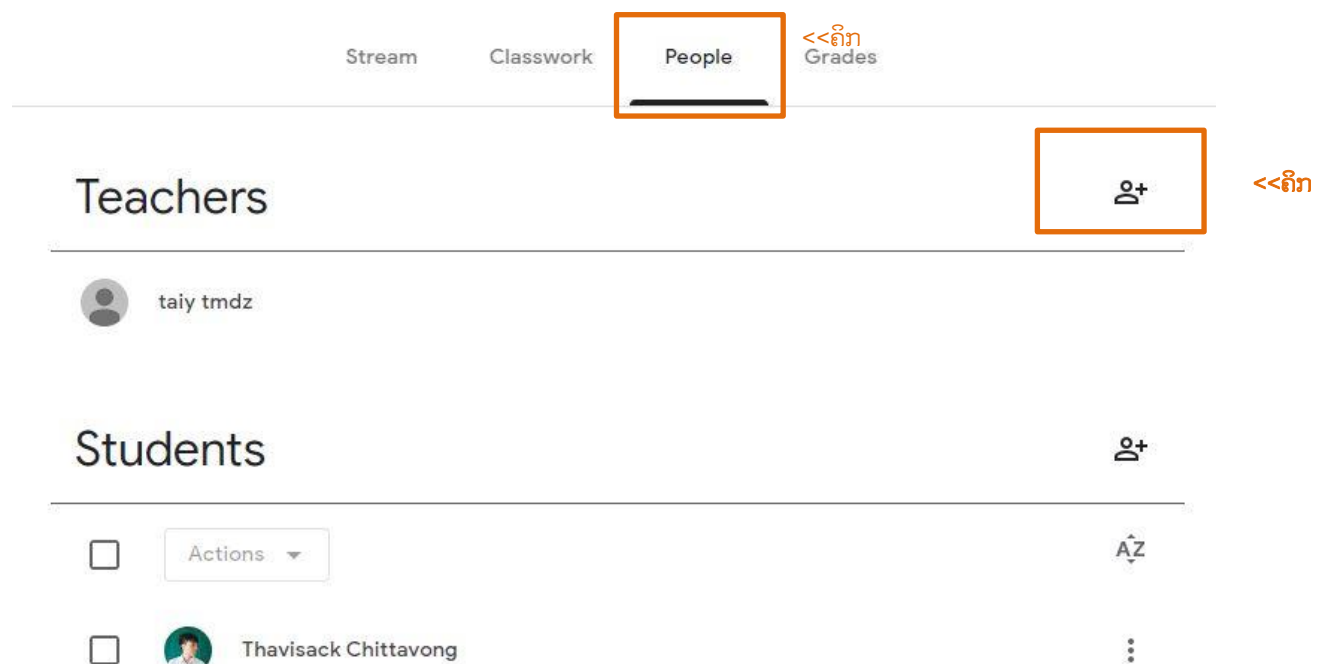 Stream Classwork People <<ຄິກ Grades
Teachers <<ຄິກ
taiy tmdz
Students
Actions AZ
Thavisack Chittavong